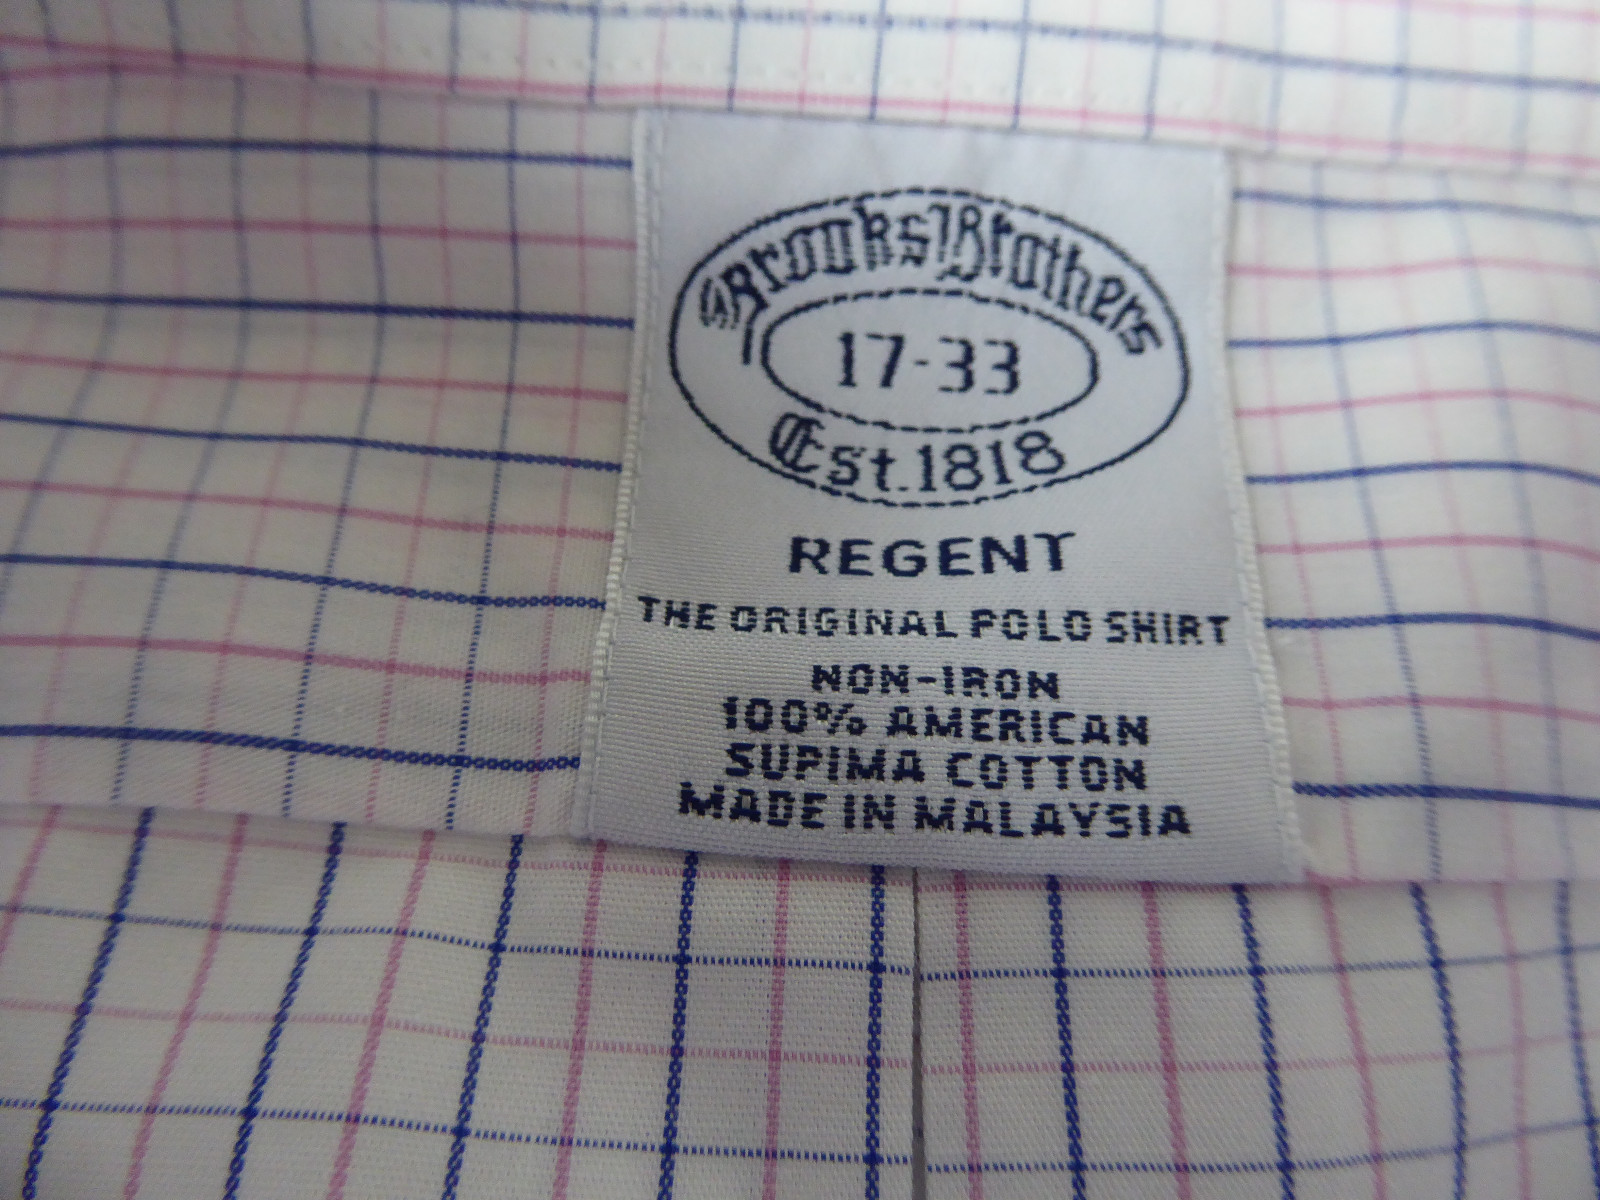 Brooks Brothers
17-33
Est. 1818
REGENT
THE ORIGINAL POLO SHIRT
NON-IRON
100% AMERICAN
SUPIMA COTTON
MADE IN MALAYSIA